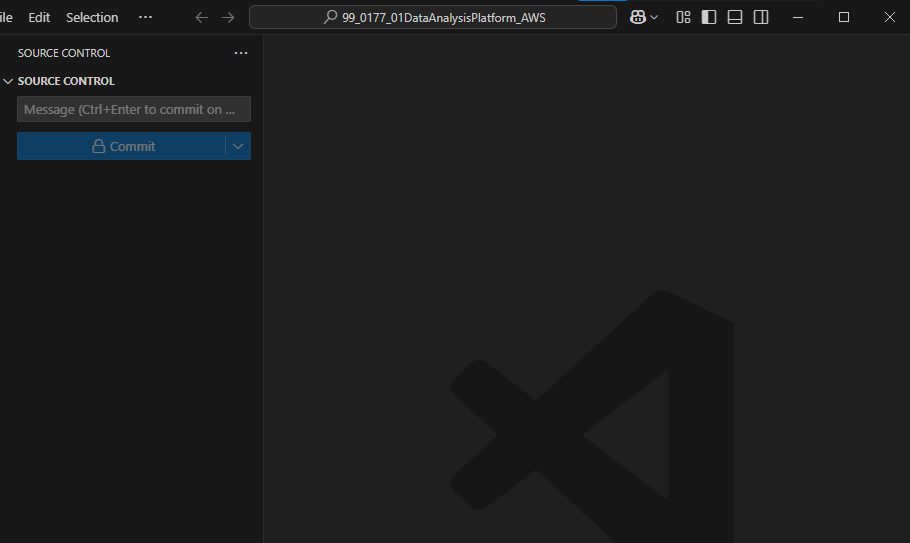 ile Edit Selection ··· 99_0177_01DataAnalysisPlatform_AWS
SOURCE CONTROL ···
SOURCE CONTROL
Message (Ctrl+Enter to commit on ...
Commit